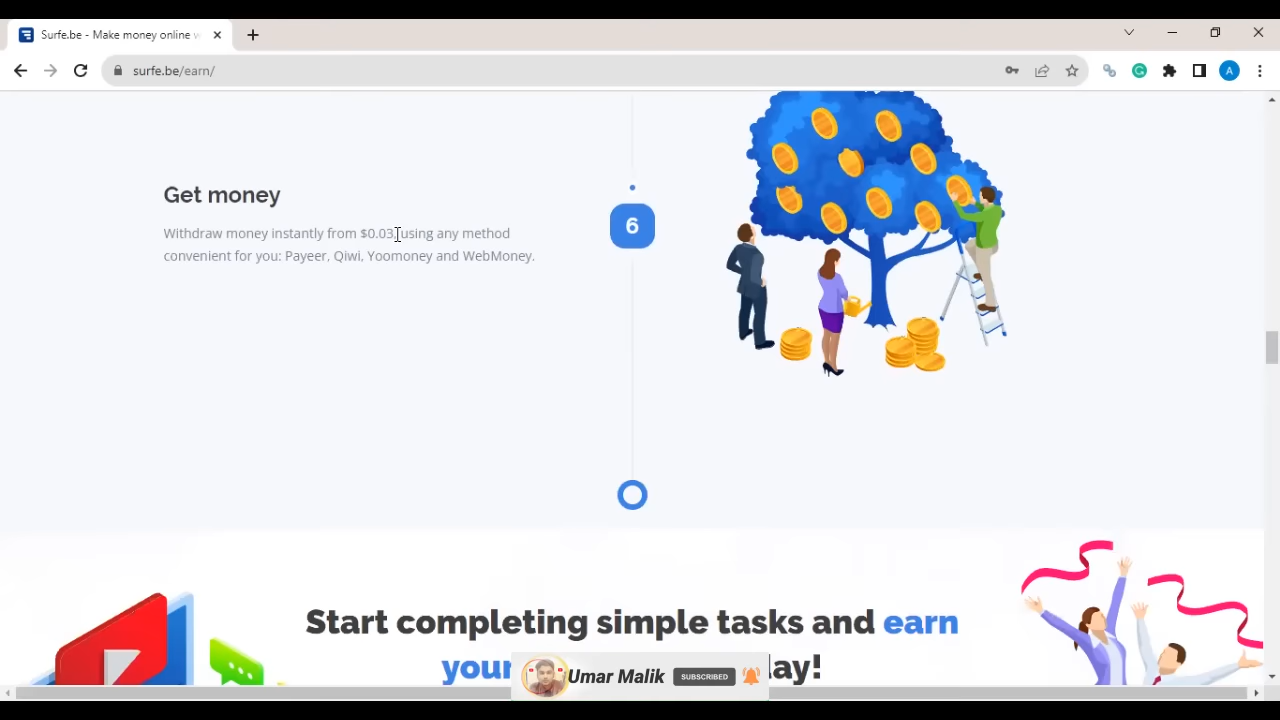 Surfe.be - Make money online w
surfe.be/earn/
A
Get money
Withdraw money instantly from $0.03, using any method
convenient for you: Payeer, Qiwi, Yoomoney and WebMoney.
6
Start completing simple tasks and earn
your
lay!
Umar Malik
SUBSCRIBED